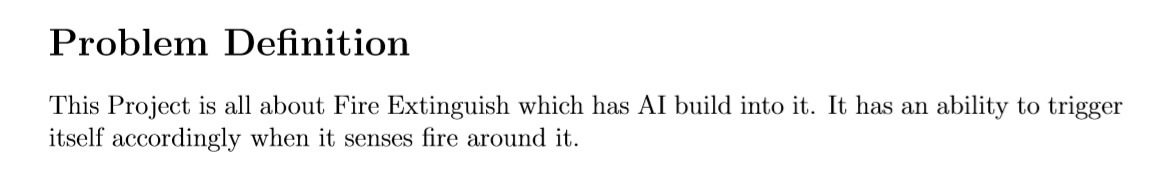 Problem Definition
This Project is all about Fire Extinguish which has AI build into it. It has an ability to trigger
itself accordingly when it senses fire around it.